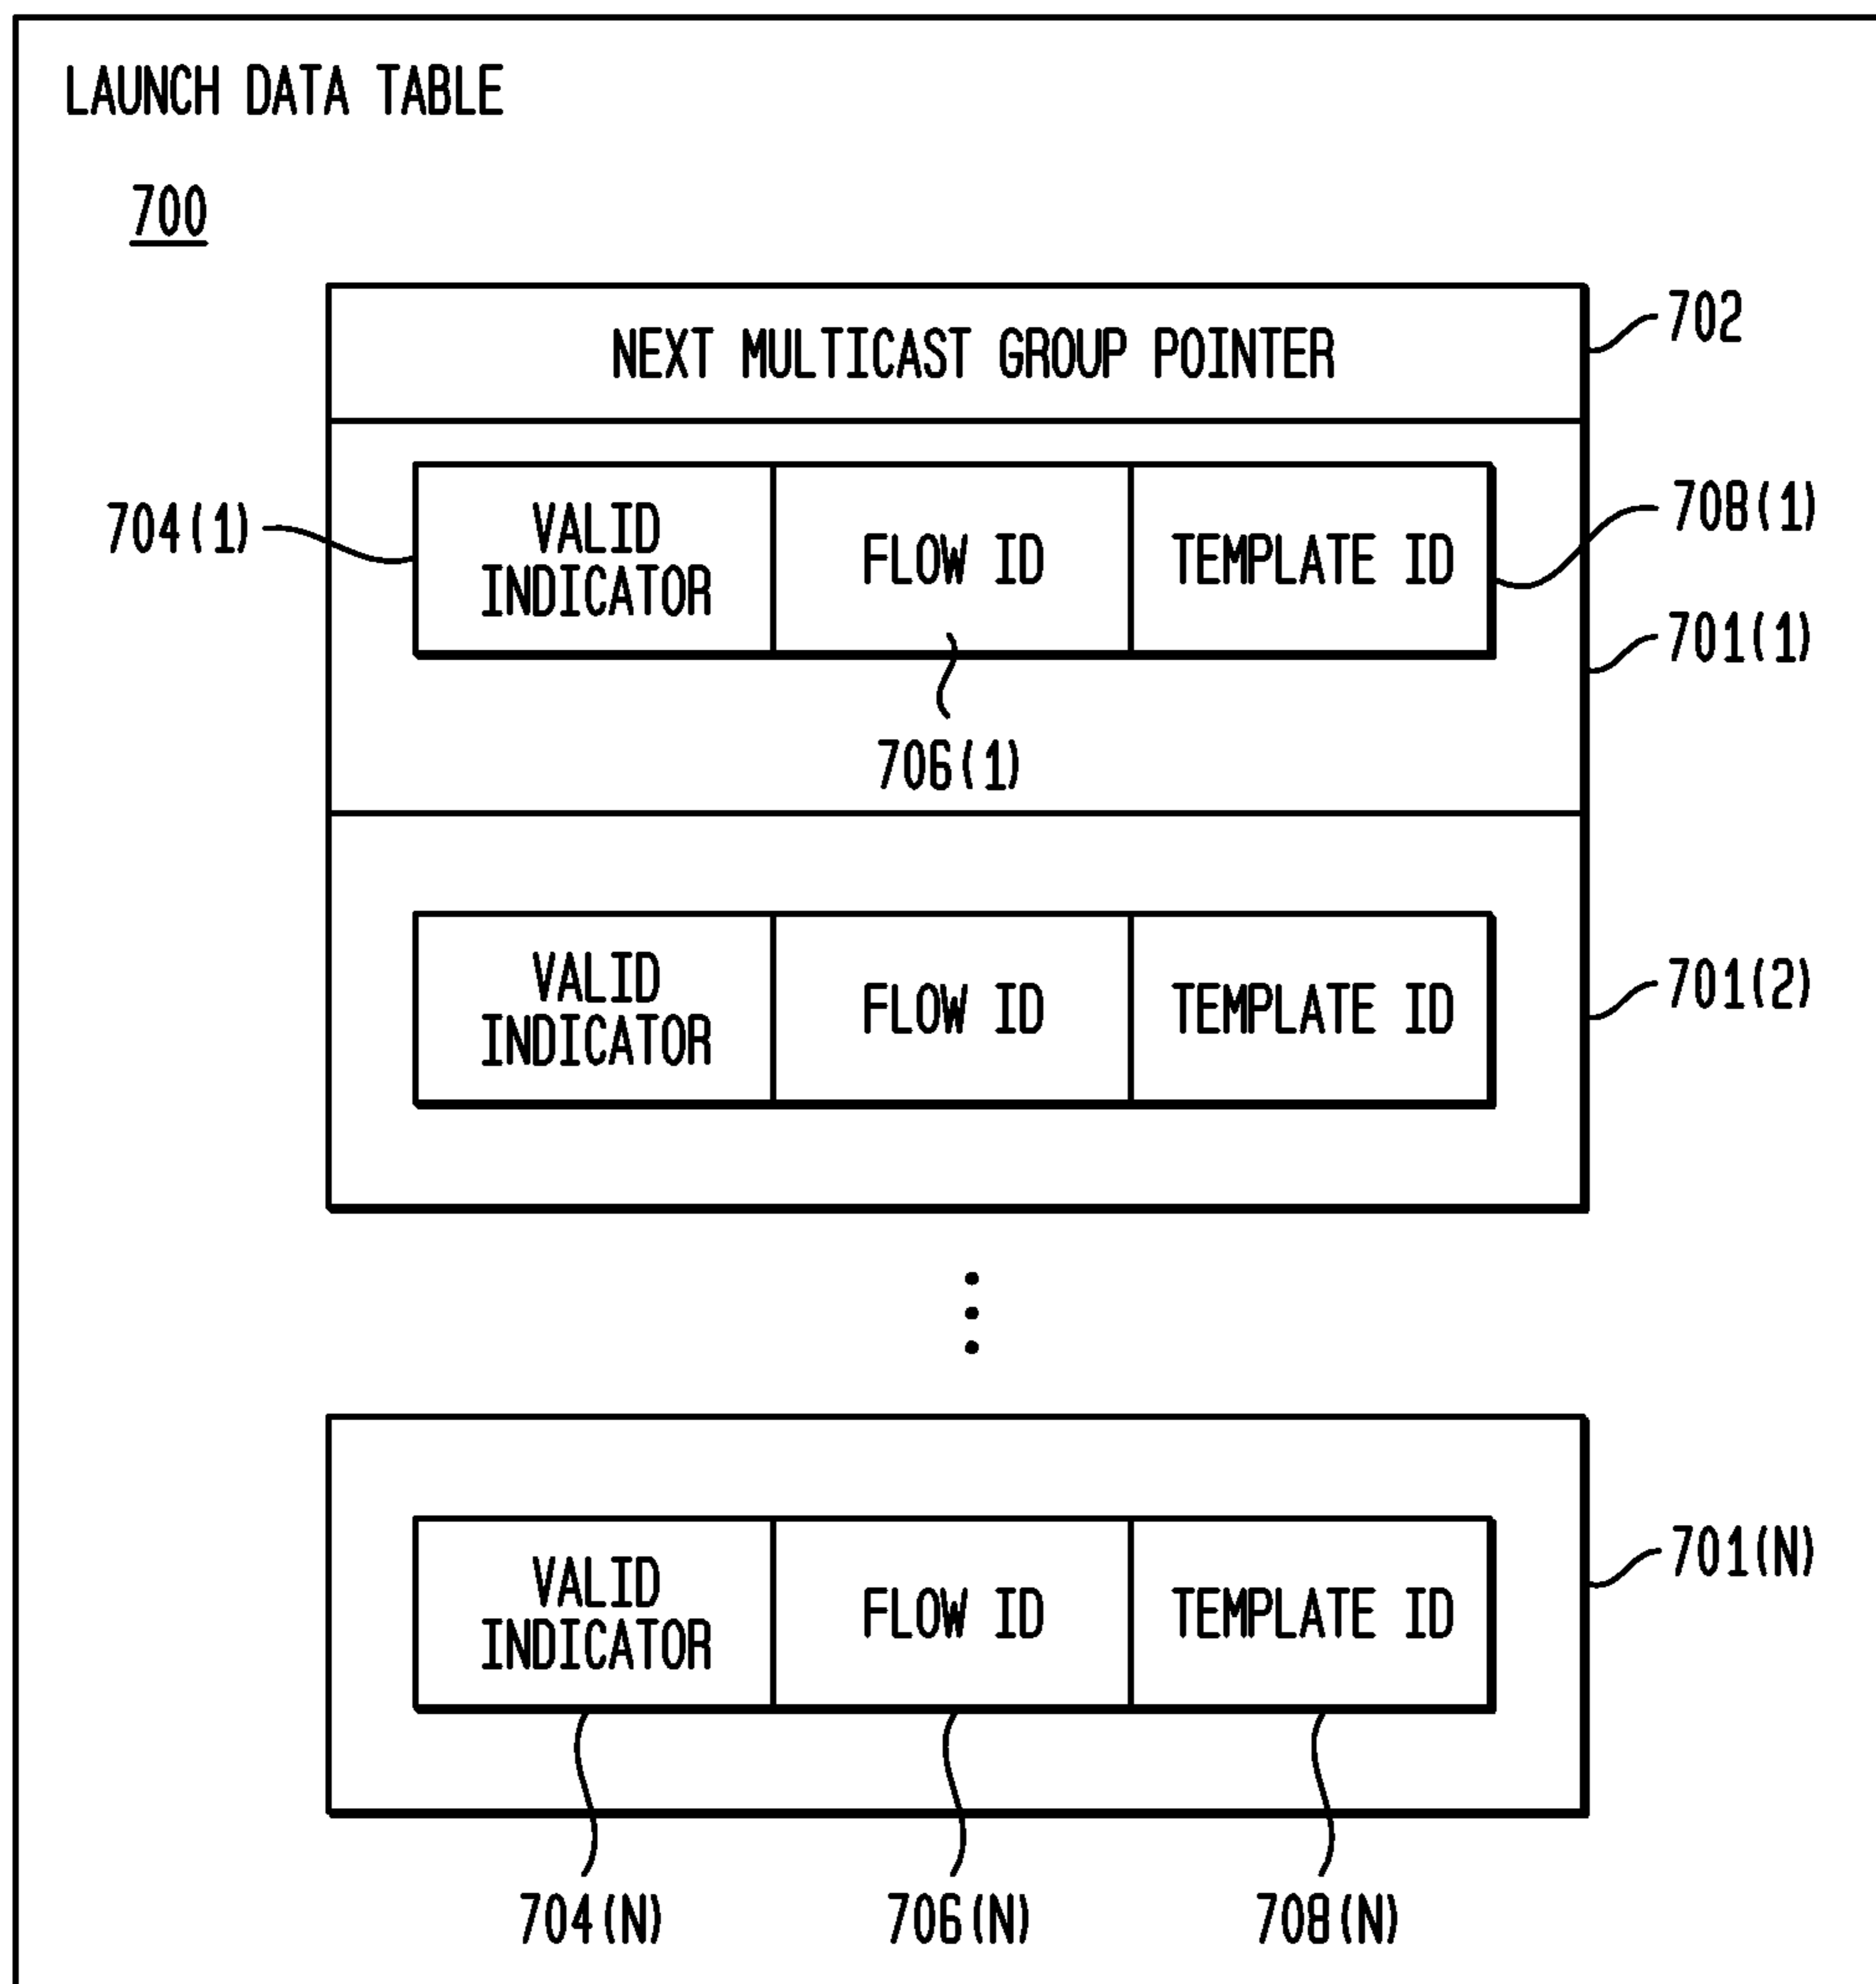 LAUNCH DATA TABLE
700
NEXT MULTICAST GROUP POINTER
702
704(1)
VALID
INDICATOR
FLOW ID
TEMPLATE ID
708(1)
701(1)
706(1)
VALID
INDICATOR
FLOW ID
TEMPLATE ID
701(2)
VALID
INDICATOR
FLOW ID
TEMPLATE ID
701(N)
704(N)
706(N)
708(N)